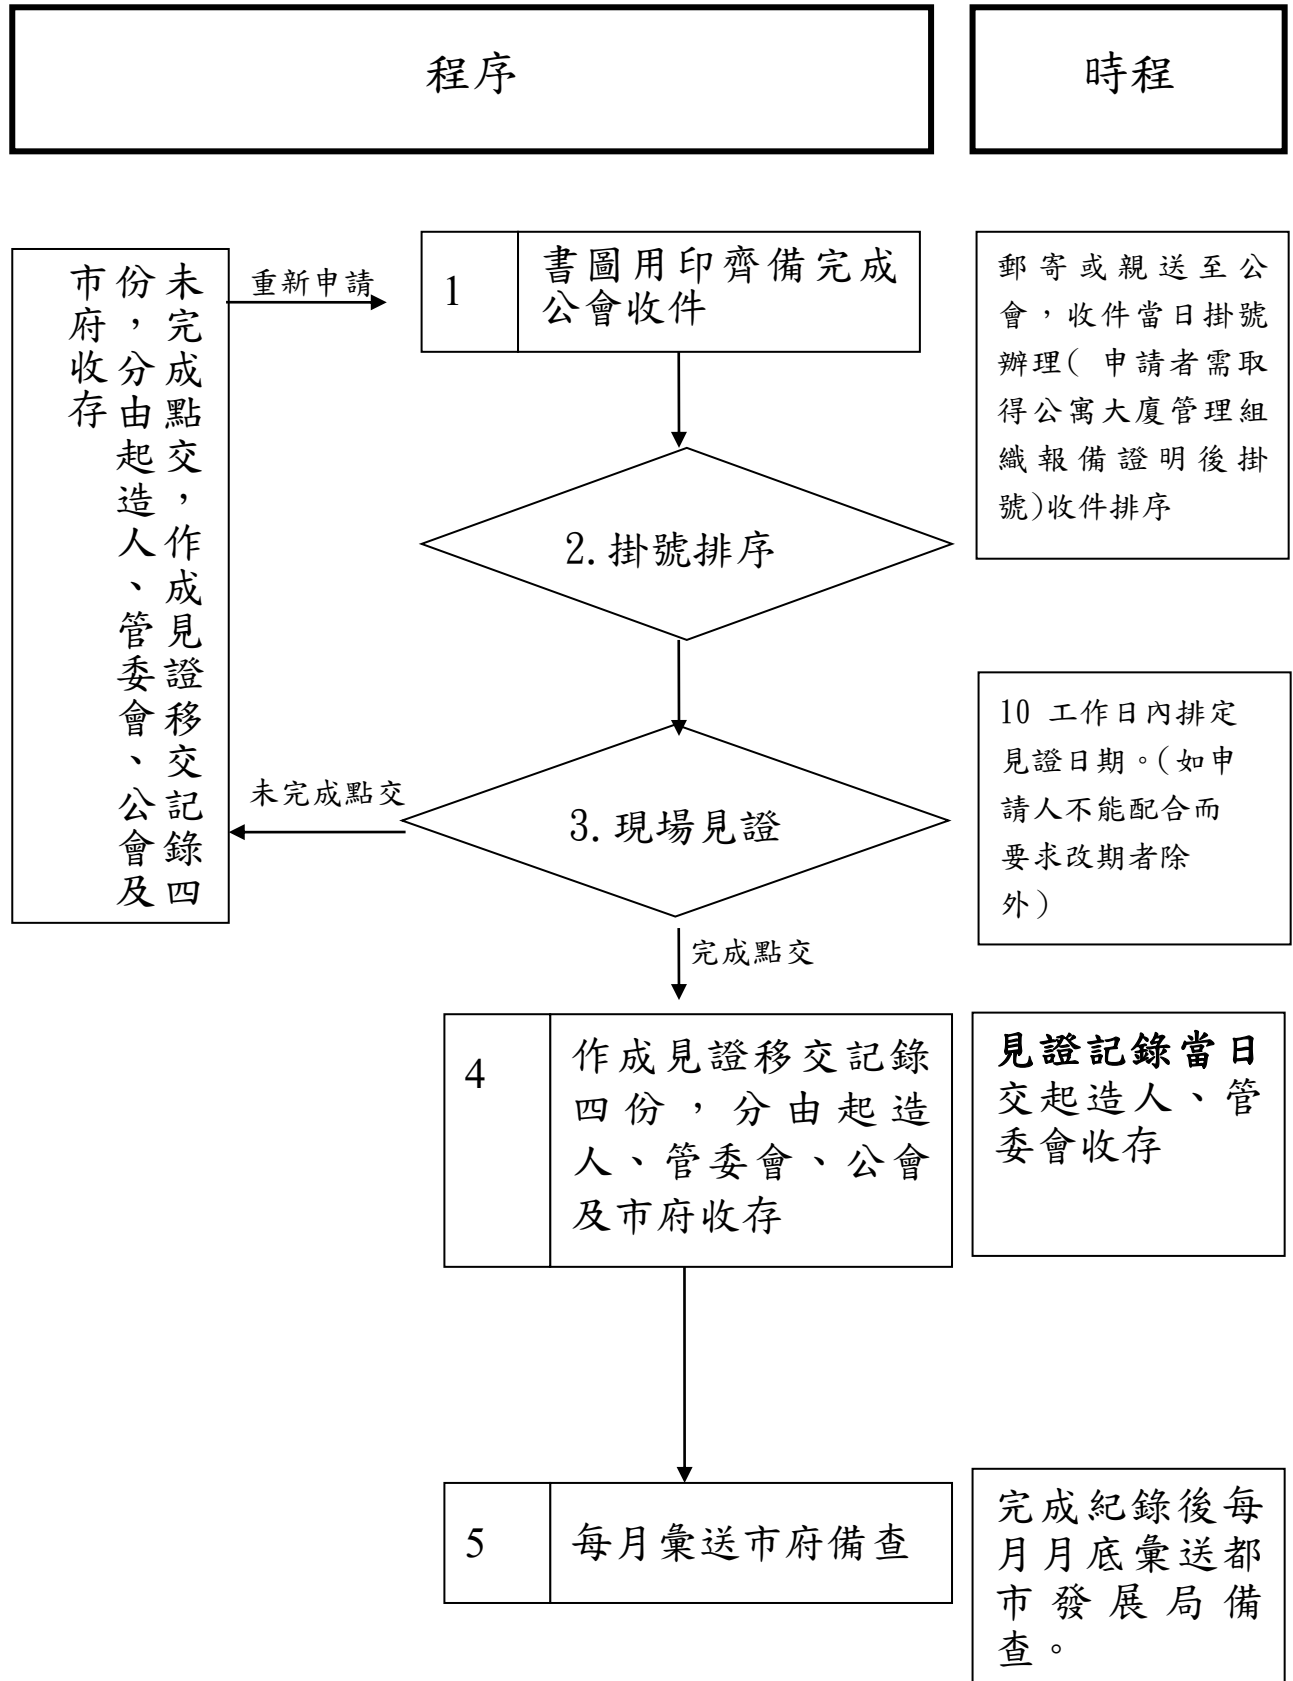 程序
時程
未完成點交，作成見證移交記錄四
份，分由起造人、管委會、公會及
市府收存
重新申請
1
書圖用印齊備完成
公會收件
郵寄或親送至公
會，收件當日掛號
辦理( 申請者需取
得公寓大廈管理組
織報備證明後掛
號)收件排序
2.掛號排序
10 工作日內排定
見證日期。(如申
請人不能配合而
要求改期者除
外)
未完成點交
3.現場見證
完成點交
4
作成見證移交記錄
四份，分由起造
人、管委會、公會
及市府收存
見證記錄當日
交起造人、管
委會收存
5
每月彙送市府備查
完成紀錄後每
月月底彙送都
市發展局備
查。